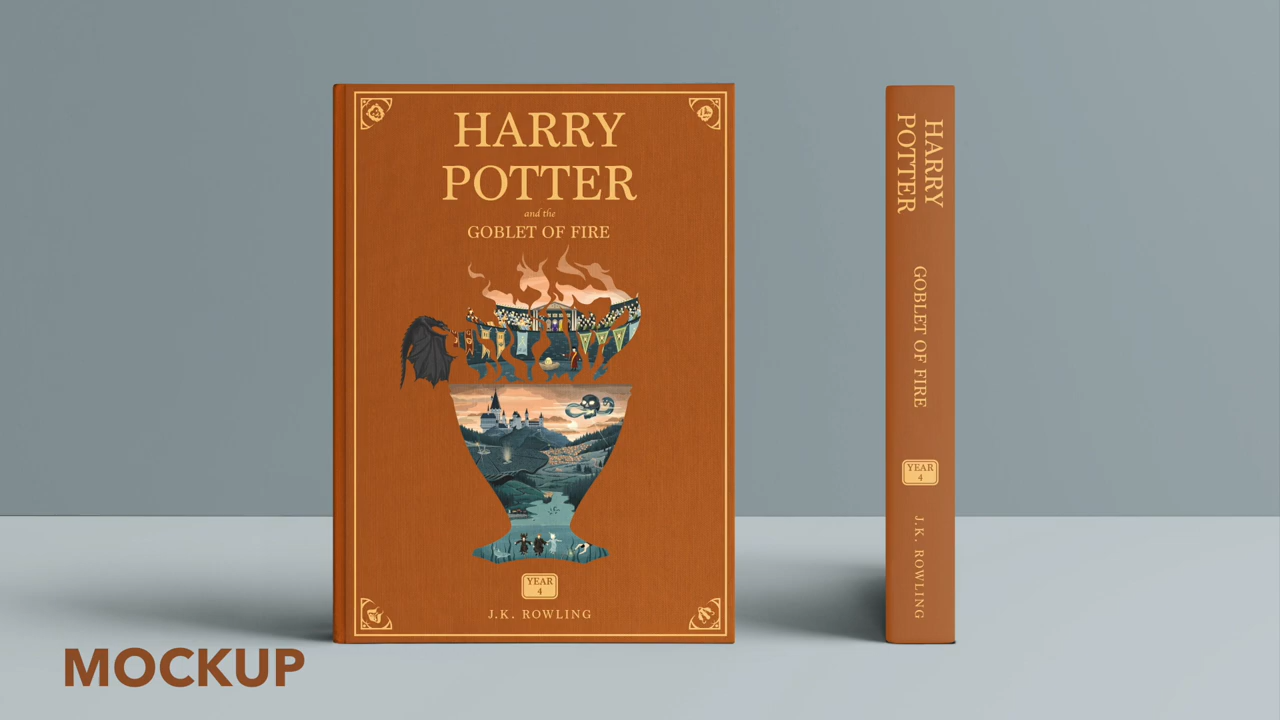 HARRY
POTTER
and the
GOBLET OF FIRE
YEAR
4
J.K. ROWLING
HARRY
POTTER
GOBLET OF FIRE
YEAR
4
J.K. ROWLING
MOCKUP